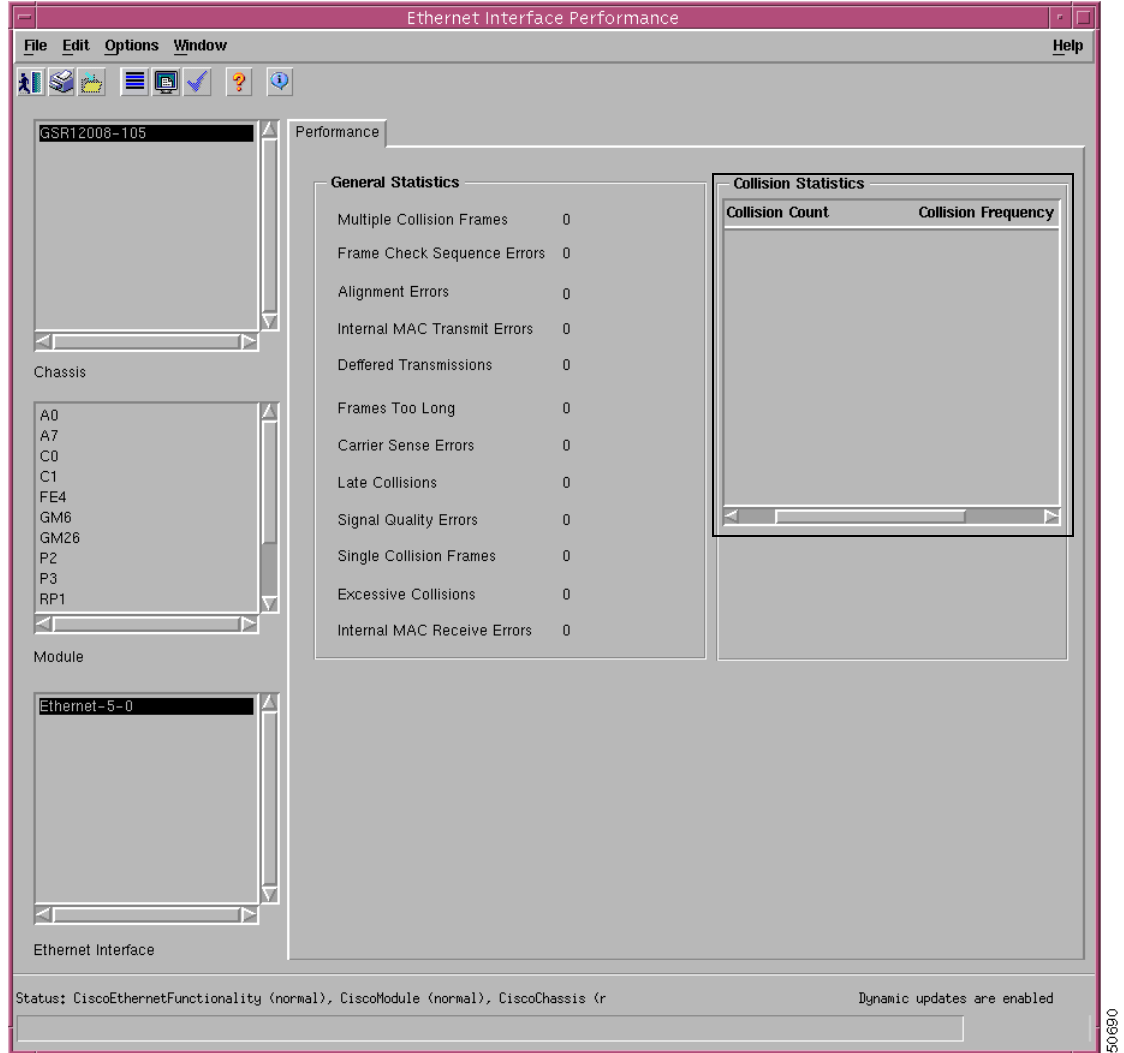 Ethernet Interface Performance
File Edit Options Window Help
GSR12008-105
Chassis
A0
A7
C0
C1
FE4
GM6
GM26
P2
P3
RP1
Module
Ethernet-5-0
Ethernet Interface
Performance
General Statistics
Multiple Collision Frames 0
Frame Check Sequence Errors 0
Alignment Errors 0
Internal MAC Transmit Errors 0
Deffered Transmissions 0
Frames Too Long 0
Carrier Sense Errors 0
Late Collisions 0
Signal Quality Errors 0
Single Collision Frames 0
Excessive Collisions 0
Internal MAC Receive Errors 0
Collision Statistics
Collision Count Collision Frequency
Status: CiscoEthernetFunctionality (normal), CiscoModule (normal), CiscoChassis (r
Dynamic updates are enabled
50690